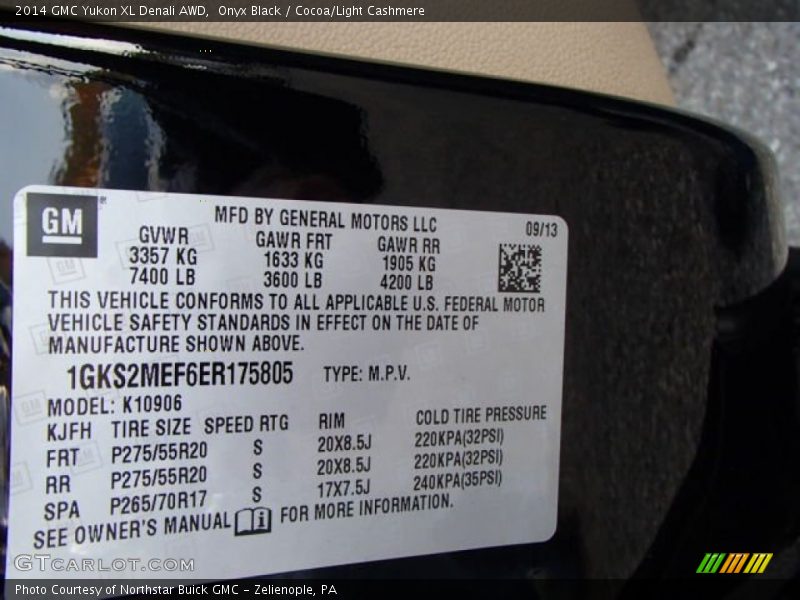 2014 GMC Yukon XL Denali AWD,  Onyx Black / Cocoa/Light Cashmere
GM®
MFD BY GENERAL MOTORS LLC
09/13
GVWR GAWR FRT GAWR RR
3357 KG 1633 KG 1905 KG
7400 LB 3600 LB 4200 LB
THIS VEHICLE CONFORMS TO ALL APPLICABLE U.S. FEDERAL MOTOR
VEHICLE SAFETY STANDARDS IN EFFECT ON THE DATE OF
MANUFACTURE SHOWN ABOVE.
1GKS2MEF6ER175805 TYPE: M.P.V.
MODEL: K10906
KJFH TIRE SIZE SPEED RTG RIM COLD TIRE PRESSURE
FRT P275/55R20 S 20X8.5J 220KPA(32PSI)
RR P275/55R20 S 20X8.5J 220KPA(32PSI)
SPA P265/70R17 S 17X7.5J 240KPA(35PSI)
SEE OWNER'S MANUAL FOR MORE INFORMATION.
GTCARLOT.COM
Photo Courtesy of Northstar Buick GMC – Zelienople, PA